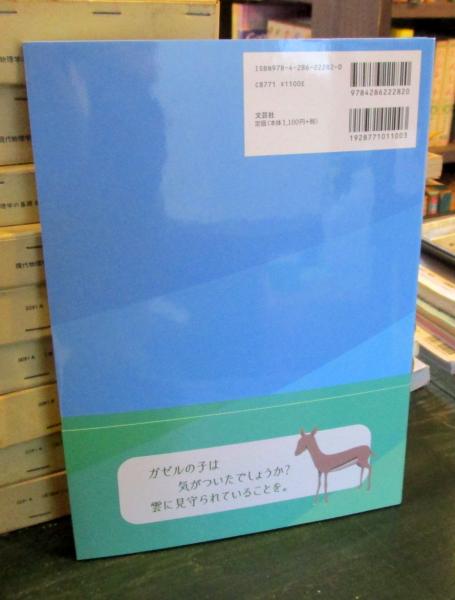 ISBN978-4-286-22282-0
C8771 ¥1100E
文芸社
定価(本体1,100円+税)
9784286222820
1928771011003
ガゼルの子は
気がついたでしょうか?
雲に見守られていることを。